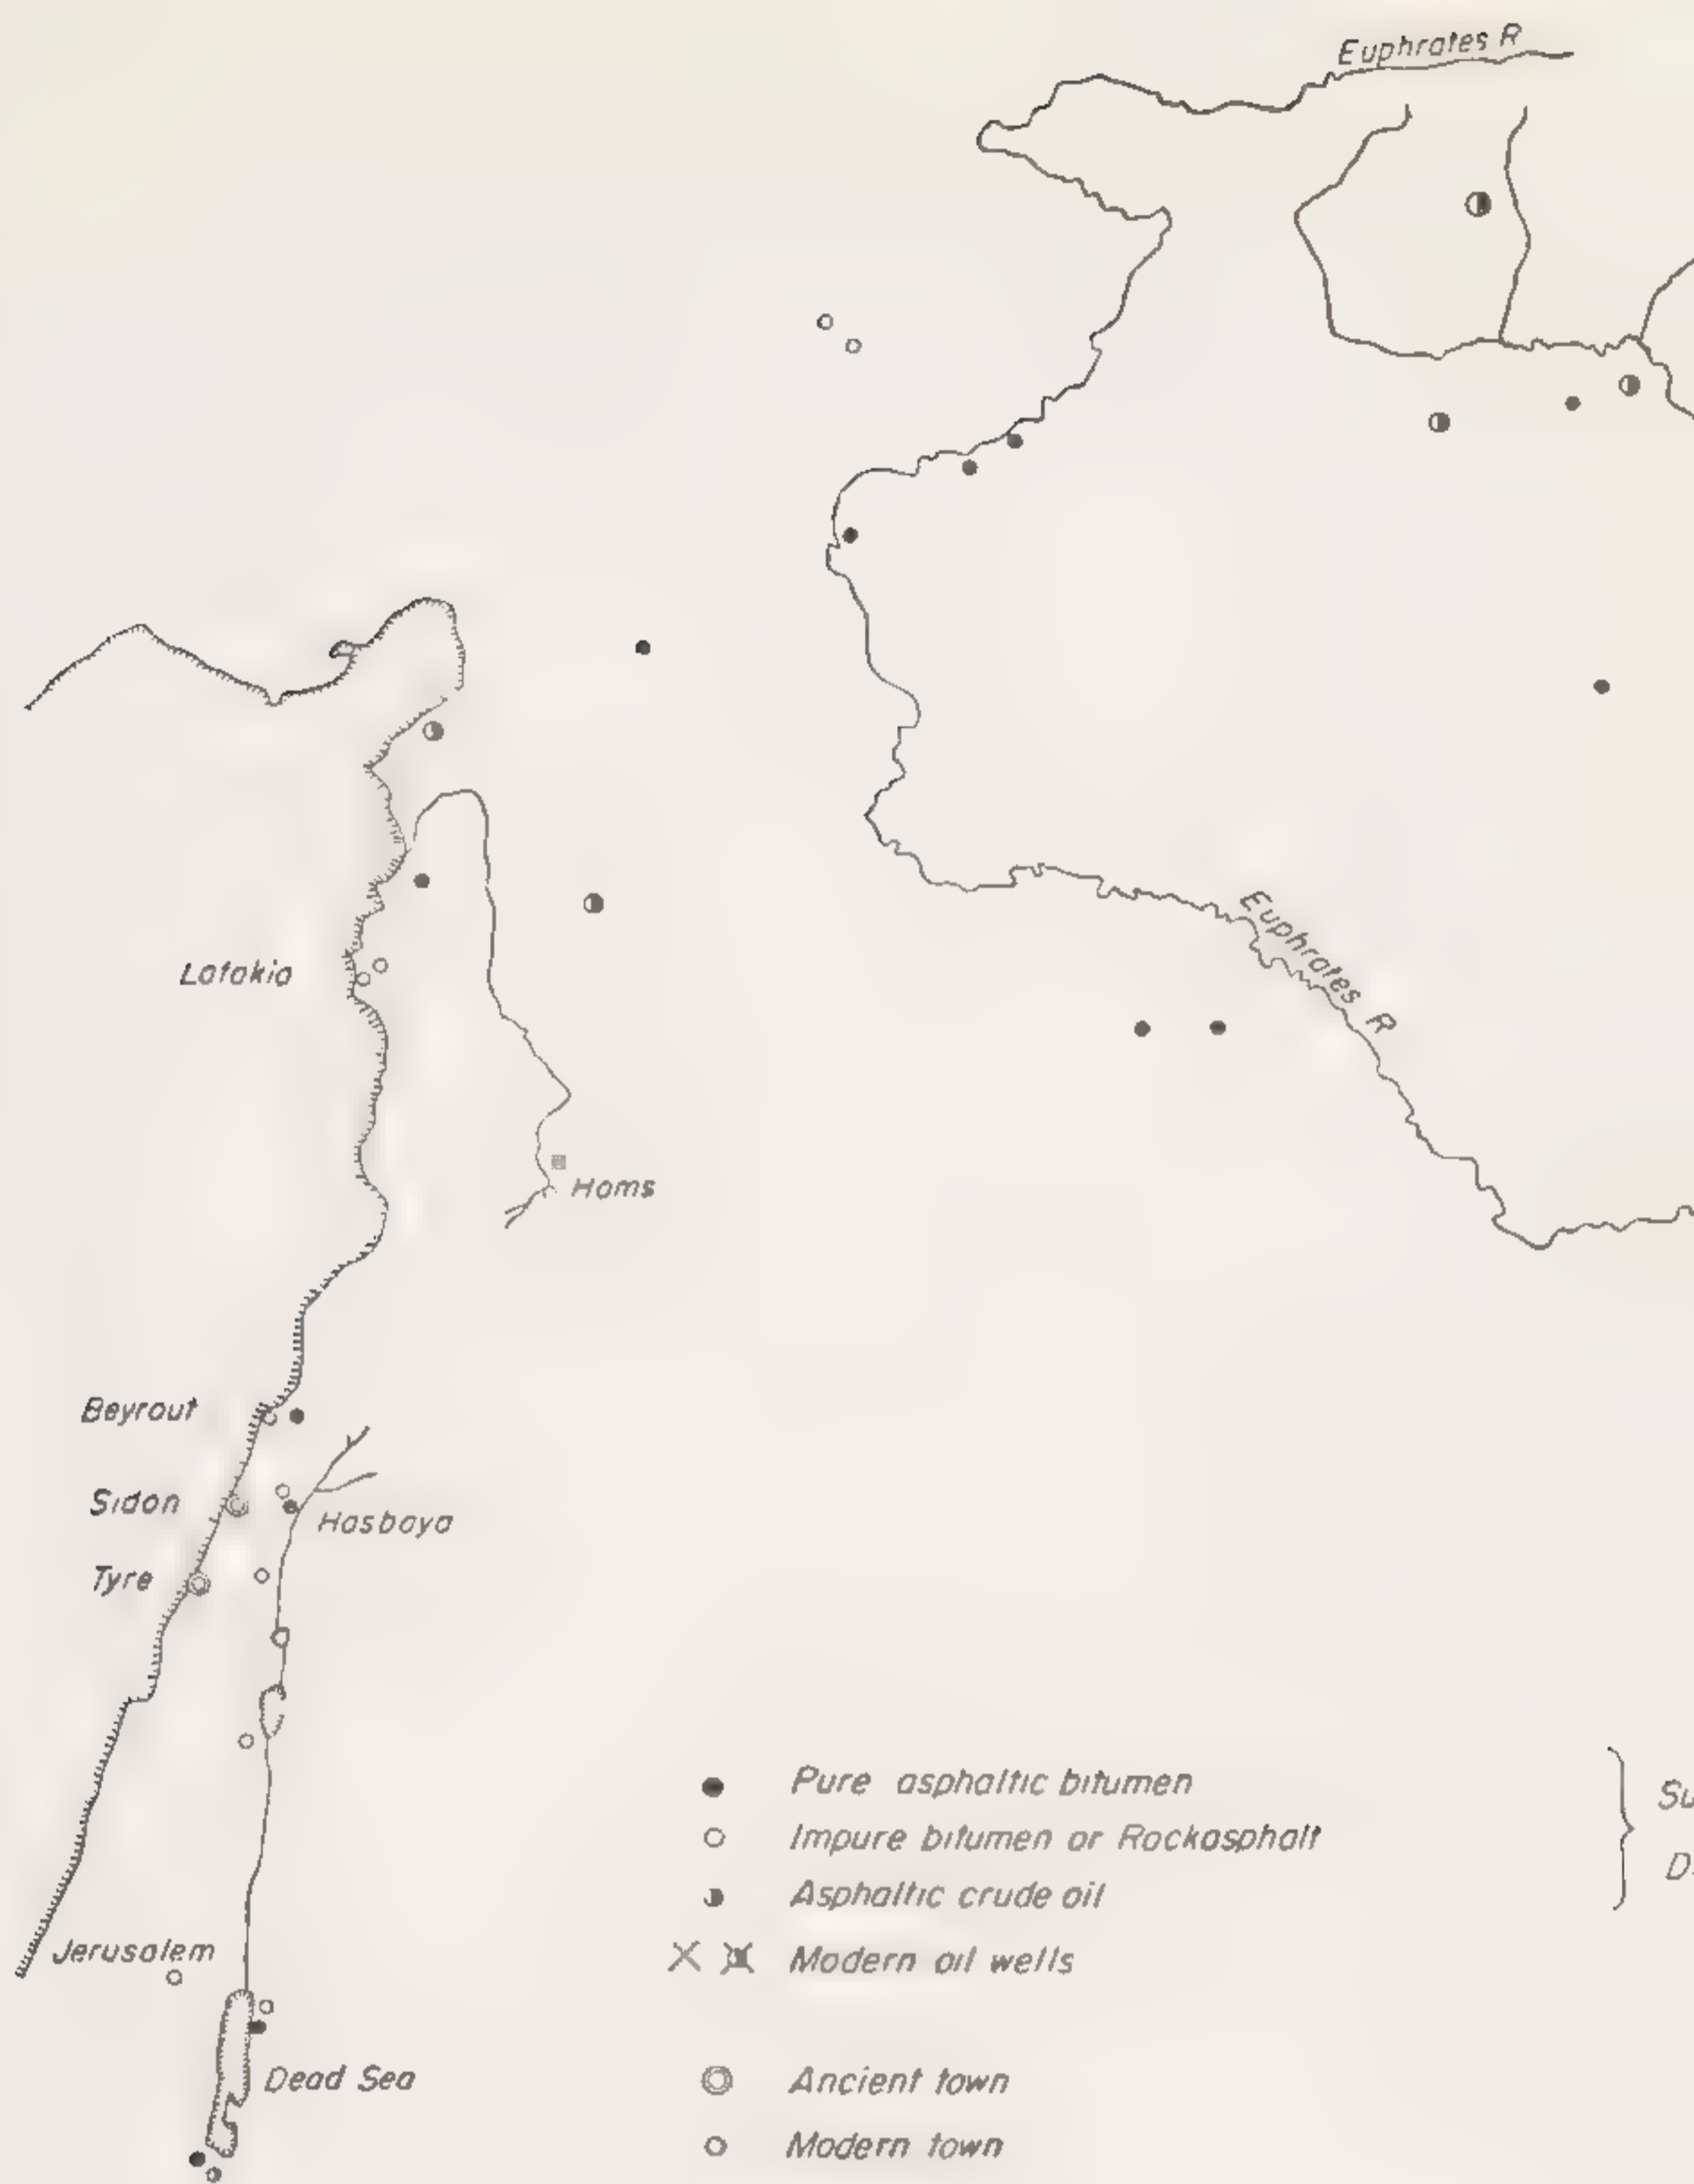 Euphrates R
Euphrates R
Latakia
Homs
Beyrout
Sidon
Hasbaya
Tyre
Pure asphaltic bitumen
Impure bitumen or Rockasphalt
Asphaltic crude oil
Jerusalem
Modern oil wells
Dead Sea
Ancient town
Modern town